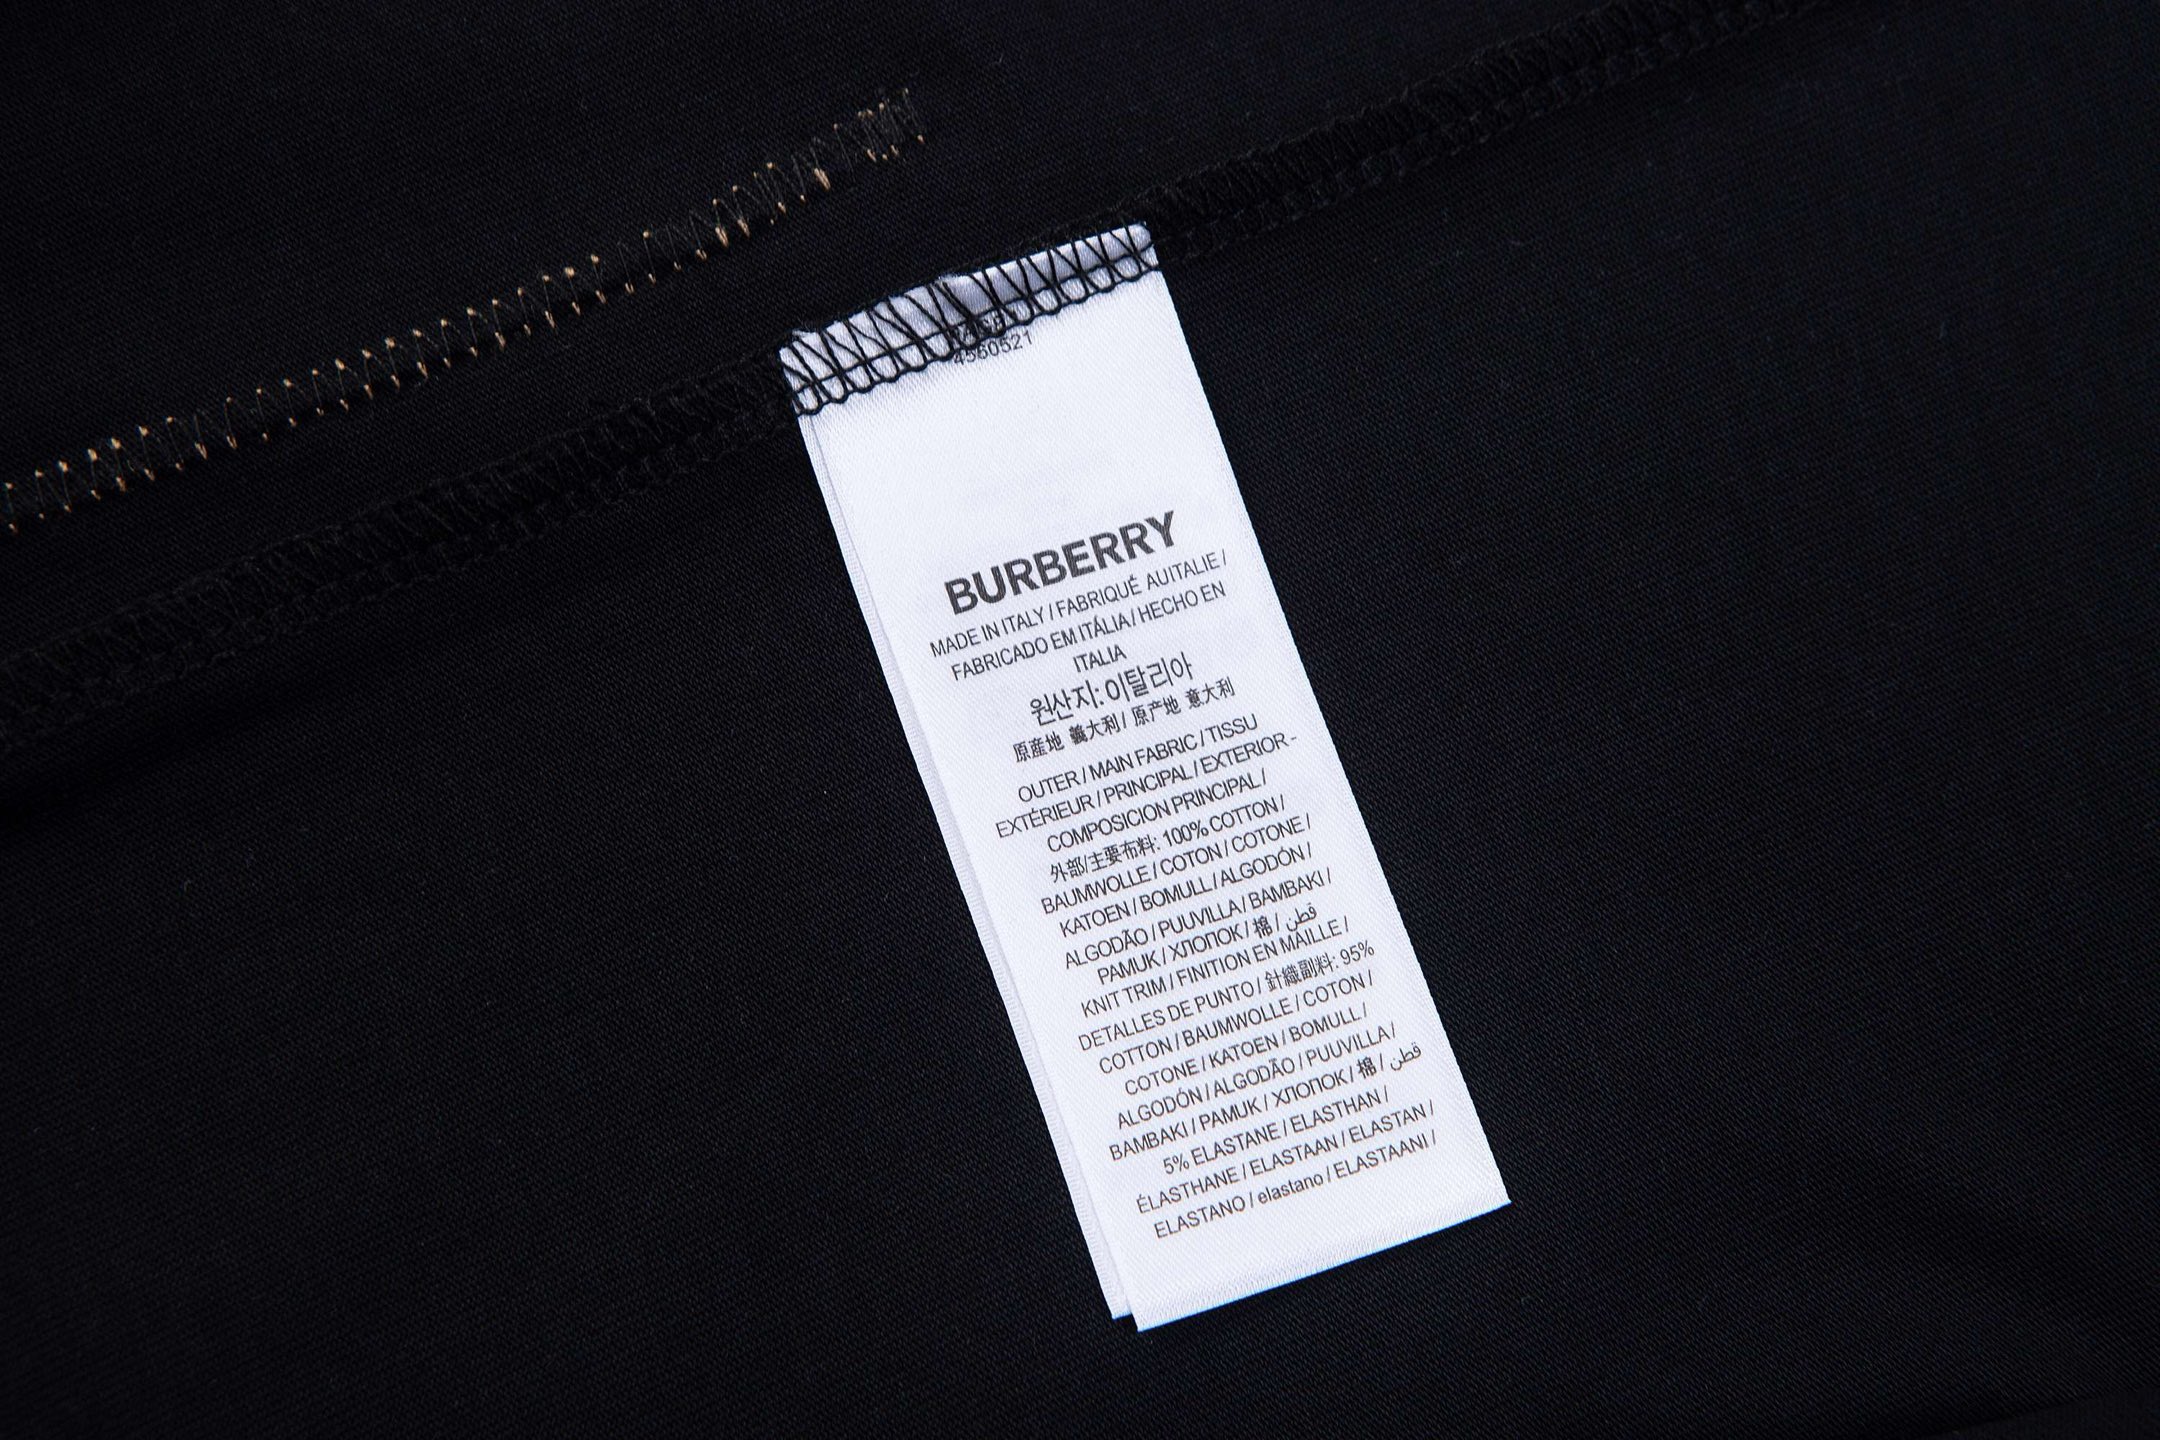 4560521
BURBERRY
MADE IN ITALY / FABRIQUÉ AUITALIE /
FABRICADO EM ITÁLIA / HECHO EN
ITALIA
원산지: 이탈리아
原産地 義大利 / 原产地 意大利
OUTER / MAIN FABRIC / TISSU
EXTÉRIEUR / PRINCIPAL / EXTERIOR -
COMPOSICION PRINCIPAL /
外部/主要布料: 100% COTTON /
BAUMWOLLE / COTON / COTONE /
KATOEN / BOMULL / ALGODÓN /
ALGODÃO / PUUVILLA / BAMBAKI /
PAMUK / ХЛОПОК / 棉 / قطن
KNIT TRIM / FINITION EN MAILLE /
DETALLES DE PUNTO / 針織副料: 95%
COTTON / BAUMWOLLE / COTON /
COTONE / KATOEN / BOMULL /
ALGODÓN / ALGODÃO / PUUVILLA /
BAMBAKI / PAMUK / ХЛОПОК / 棉 / قطن
5% ELASTANE / ELASTHAN /
ÉLASTHANE / ELASTAAN / ELASTAN /
ELASTANO / elastano / ELASTAANI /